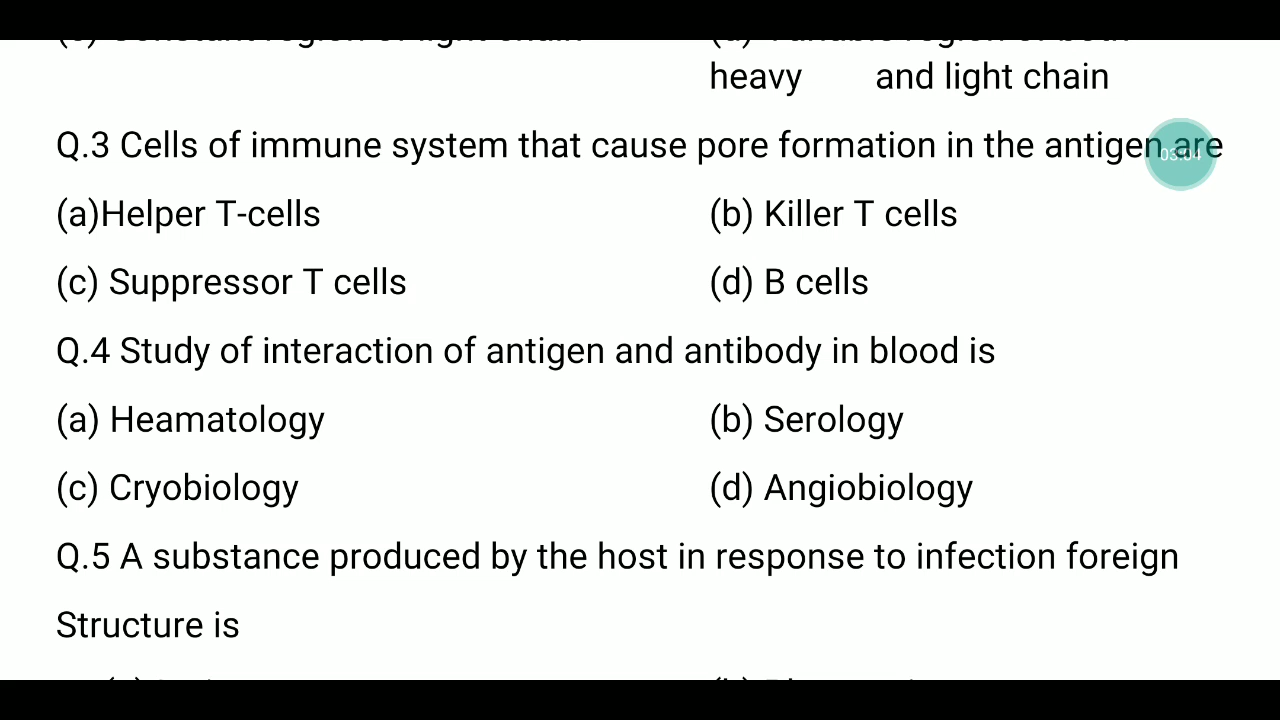 heavy and light chain
Q.3 Cells of immune system that cause pore formation in the antigen are
03:04
(a)Helper T-cells (b) Killer T cells
(c) Suppressor T cells (d) B cells
Q.4 Study of interaction of antigen and antibody in blood is
(a) Heamatology (b) Serology
(c) Cryobiology (d) Angiobiology
Q.5 A substance produced by the host in response to infection foreign
Structure is